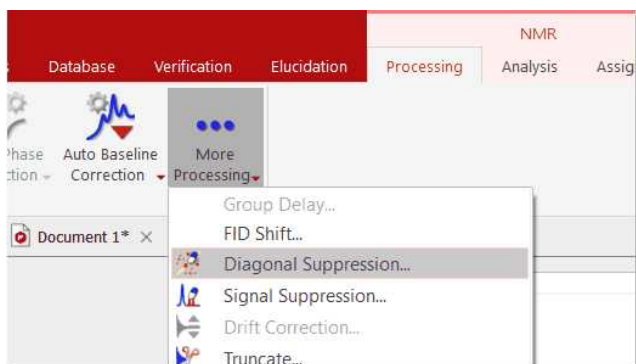 NMR
Database Verification Elucidation Processing Analysis
Phase Auto Baseline More
Correction Processing
Document 1*
Group Delay...
FID Shift...
Diagonal Suppression...
Signal Suppression...
Drift Correction...
Truncate...